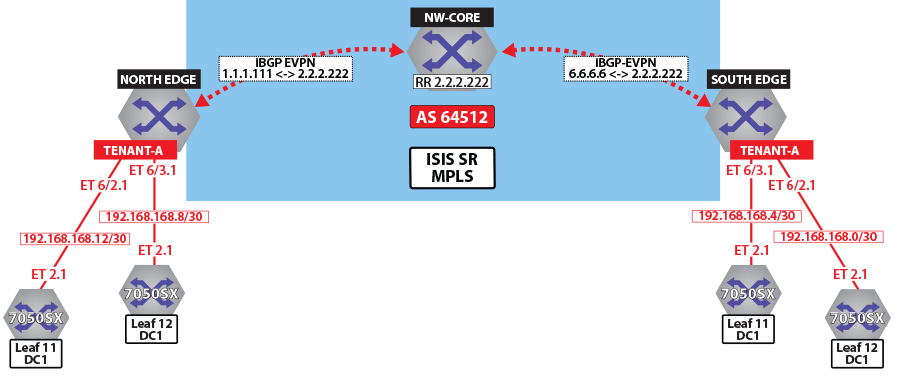 NW-CORE
IBGP EVPN
1.1.1.111 <-> 2.2.2.222
IBGP-EVPN
6.6.6.6 <-> 2.2.2.222
NORTH EDGE
RR 2.2.2.222
SOUTH EDGE
AS 64512
TENANT-A
ISIS SR
MPLS
TENANT-A
ET 6/2.1
ET 6/3.1
ET 6/3.1
ET 6/2.1
192.168.168.8/30
192.168.168.4/30
192.168.168.12/30
192.168.168.0/30
ET 2.1
ET 2.1
ET 2.1
ET 2.1
7050SX
7050SX
7050SX
7050SX
Leaf 12
DC1
Leaf 11
DC1
Leaf 11
DC1
Leaf 12
DC1